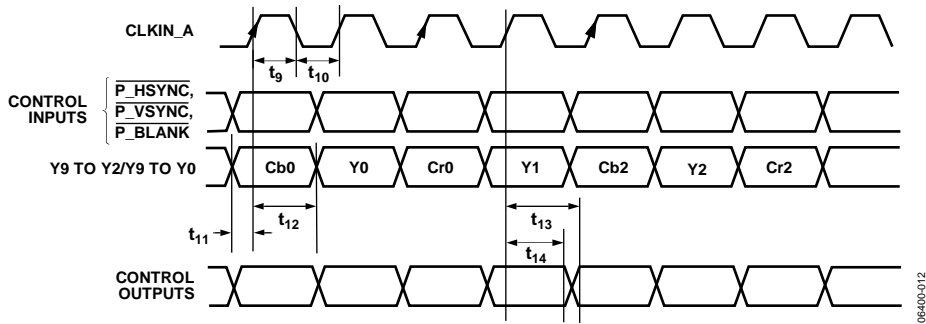 CLKIN_A
t9
t10
CONTROL
INPUTS
P_HSYNC,
P_VSYNC,
P_BLANK
Y9 TO Y2/Y9 TO Y0
Cb0
Y0
Cr0
Y1
Cb2
Y2
Cr2
t12
t13
t11
t14
CONTROL
OUTPUTS
06400-012